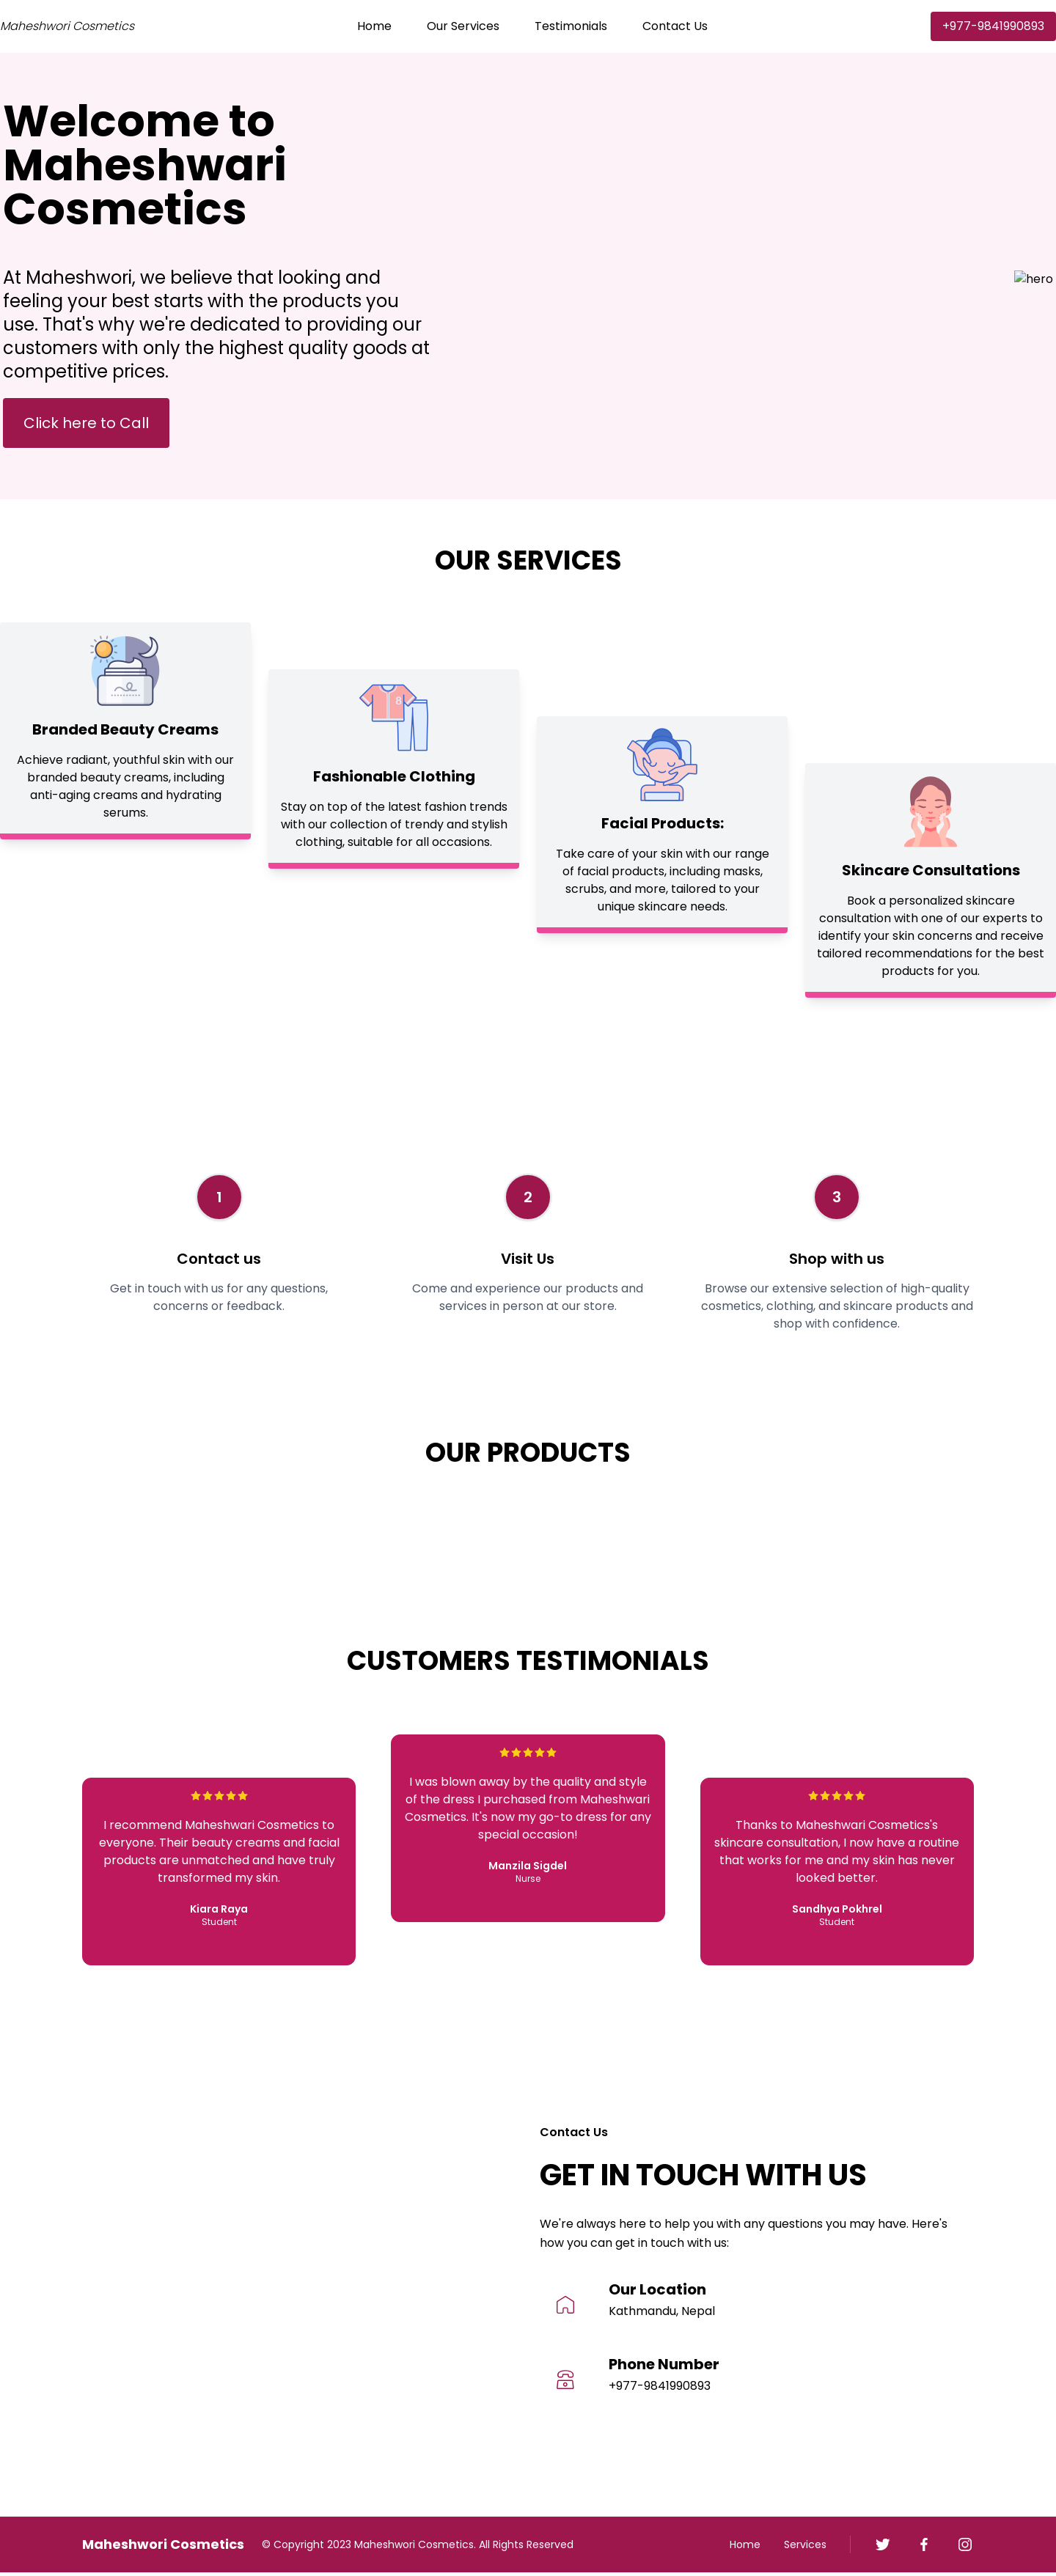 Maheshwori Cosmetics
Home
Our Services
Testimonials
Contact Us
+977-9841990893
Welcome to
Maheshwari
Cosmetics
At Maheshwori, we believe that looking and
feeling your best starts with the products you
use. That's why we're dedicated to providing our
customers with only the highest quality goods at
competitive prices.
hero
Click here to Call
OUR SERVICES
Branded Beauty Creams
Achieve radiant, youthful skin with our
branded beauty creams, including
anti-aging creams and hydrating
serums.
B
Fashionable Clothing
Stay on top of the latest fashion trends
with our collection of trendy and stylish
clothing, suitable for all occasions.
Facial Products:
Take care of your skin with our range
of facial products, including masks,
scrubs, and more, tailored to your
unique skincare needs.
Skincare Consultations
Book a personalized skincare
consultation with one of our experts to
identify your skin concerns and receive
tailored recommendations for the best
products for you.
1
Contact us
Get in touch with us for any questions,
concerns or feedback.
2
Visit Us
Come and experience our products and
services in person at our store.
3
Shop with us
Browse our extensive selection of high-quality
cosmetics, clothing, and skincare products and
shop with confidence.
OUR PRODUCTS
CUSTOMERS TESTIMONIALS
I recommend Maheshwari Cosmetics to
everyone. Their beauty creams and facial
products are unmatched and have truly
transformed my skin.
Kiara Raya
Student
I was blown away by the quality and style
of the dress I purchased from Maheshwari
Cosmetics. It's now my go-to dress for any
special occasion!
Manzila Sigdel
Nurse
Thanks to Maheshwari Cosmetics's
skincare consultation, I now have a routine
that works for me and my skin has never
looked better.
Sandhya Pokhrel
Student
Contact Us
GET IN TOUCH WITH US
We're always here to help you with any questions you may have. Here's
how you can get in touch with us:
Our Location
Kathmandu, Nepal
Phone Number
+977-9841990893
Maheshwori Cosmetics
© Copyright 2023 Maheshwori Cosmetics. All Rights Reserved
Home
Services